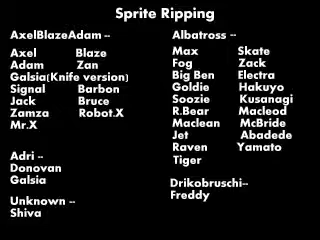 Sprite Ripping
AxelBlazeAdam --
Axel Blaze
Adam Zan
Galsia(Knife version)
Signal Barbon
Jack Bruce
Zamza Robot.X
Mr.X
Adri --
Donovan
Galsia
Unknown --
Shiva
Albatross --
Max Skate
Fog Zack
Big Ben Electra
Goldie Hakuyo
Soozie Kusanagi
R.Bear Macleod
Maclean McBride
Jet Abadede
Raven Yamato
Tiger
Drikobruschi--
Freddy